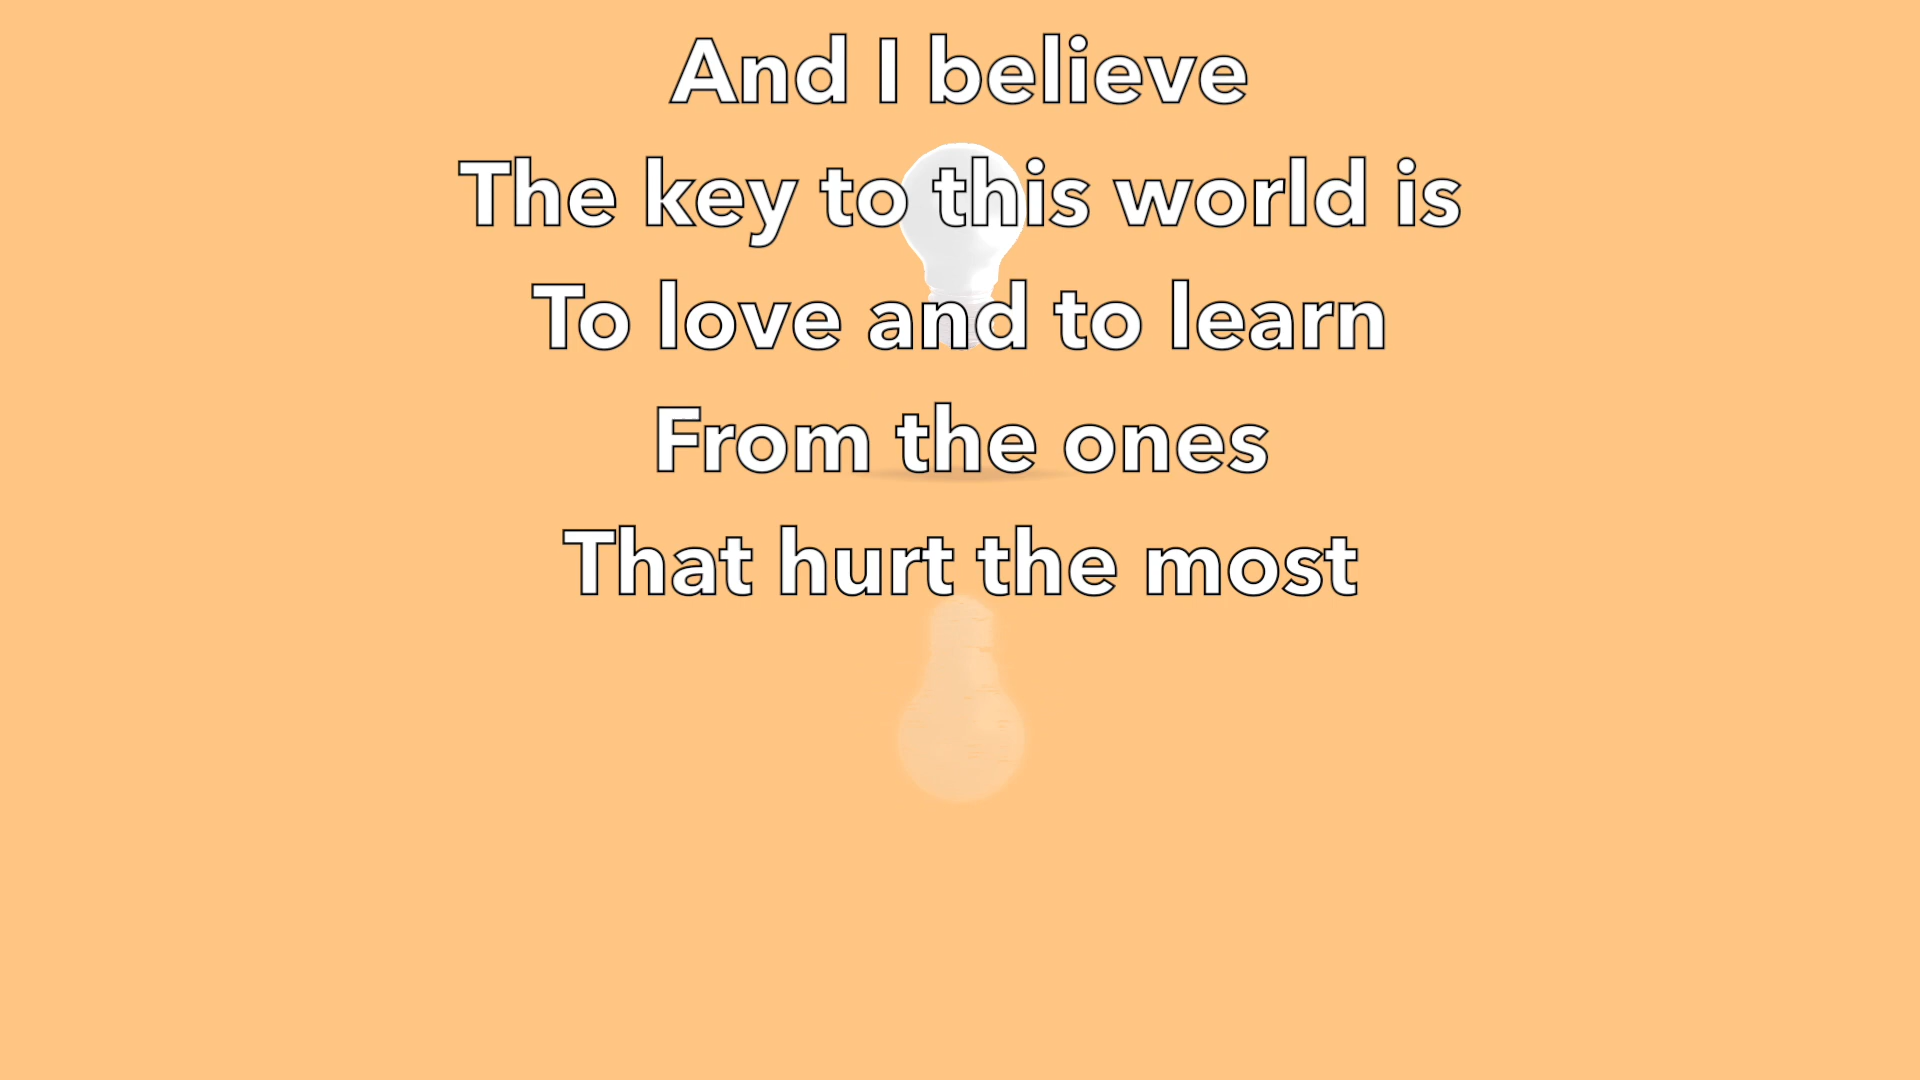 And I believe
The key to this world is
To love and to learn
From the ones
That hurt the most